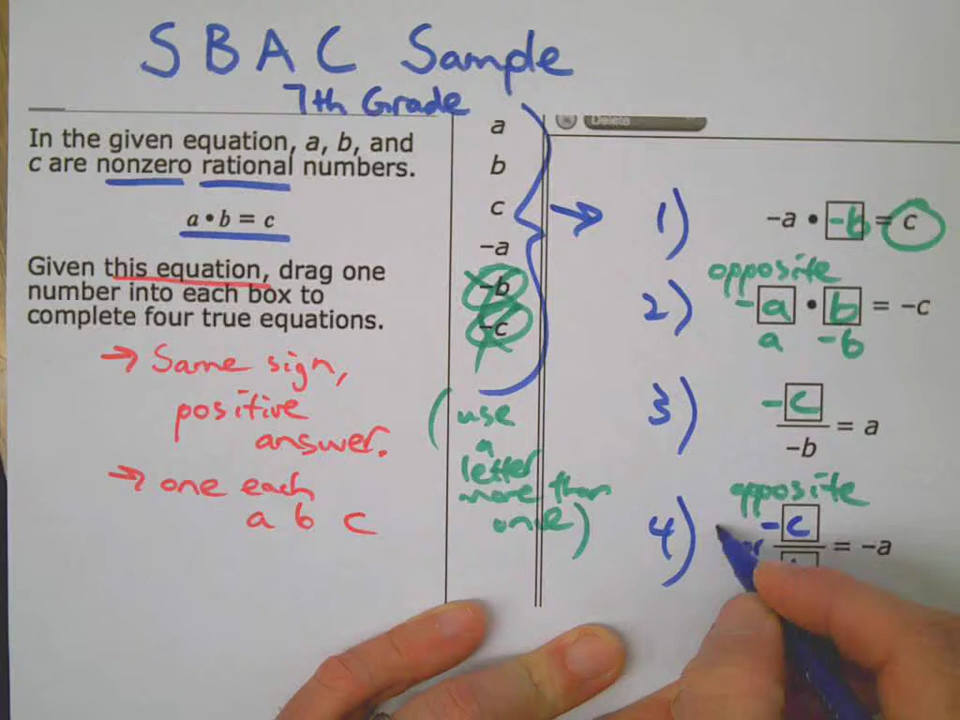 SBAC Sample
7th Grade
In the given equation, a, b, and
c are nonzero rational numbers.
a • b = c
Given this equation, drag one
number into each box to
complete four true equations.
→ Same sign,
positive
answer.
→ one each
a b c
a
b
c
-a
-b
-c
(use
a
letter
more than
once)
Delete
1) -a • -b = c
opposite
2) -a • b = -c
a -b
3) -c
-b = a
opposite
4) -c
= -a